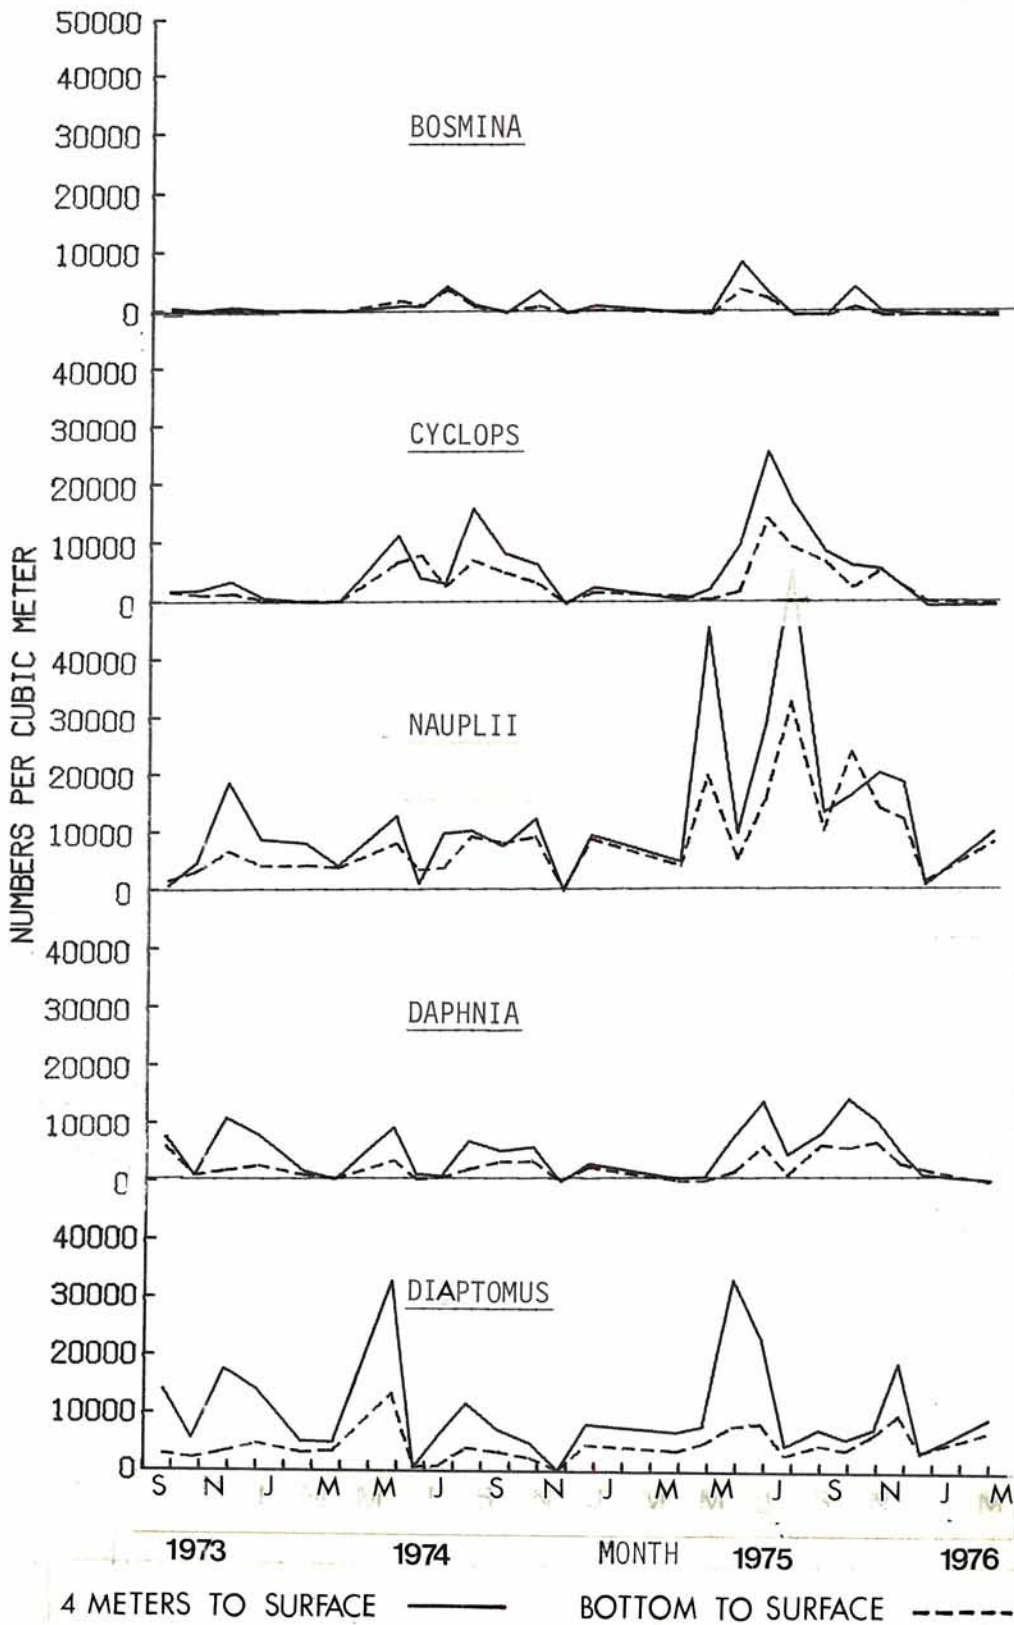 50000
40000
30000
BOSMINA
20000
10000
0
40000
30000
CYCLOPS
20000
10000
0
NUMBERS PER CUBIC METER
40000
30000
NAUPLII
20000
10000
0
40000
30000
DAPHNIA
20000
10000
0
40000
30000
DIAPTOMUS
20000
10000
0
S N J M M J S N J M M J S N J M
1973 1974 MONTH 1975 1976
4 METERS TO SURFACE BOTTOM TO SURFACE